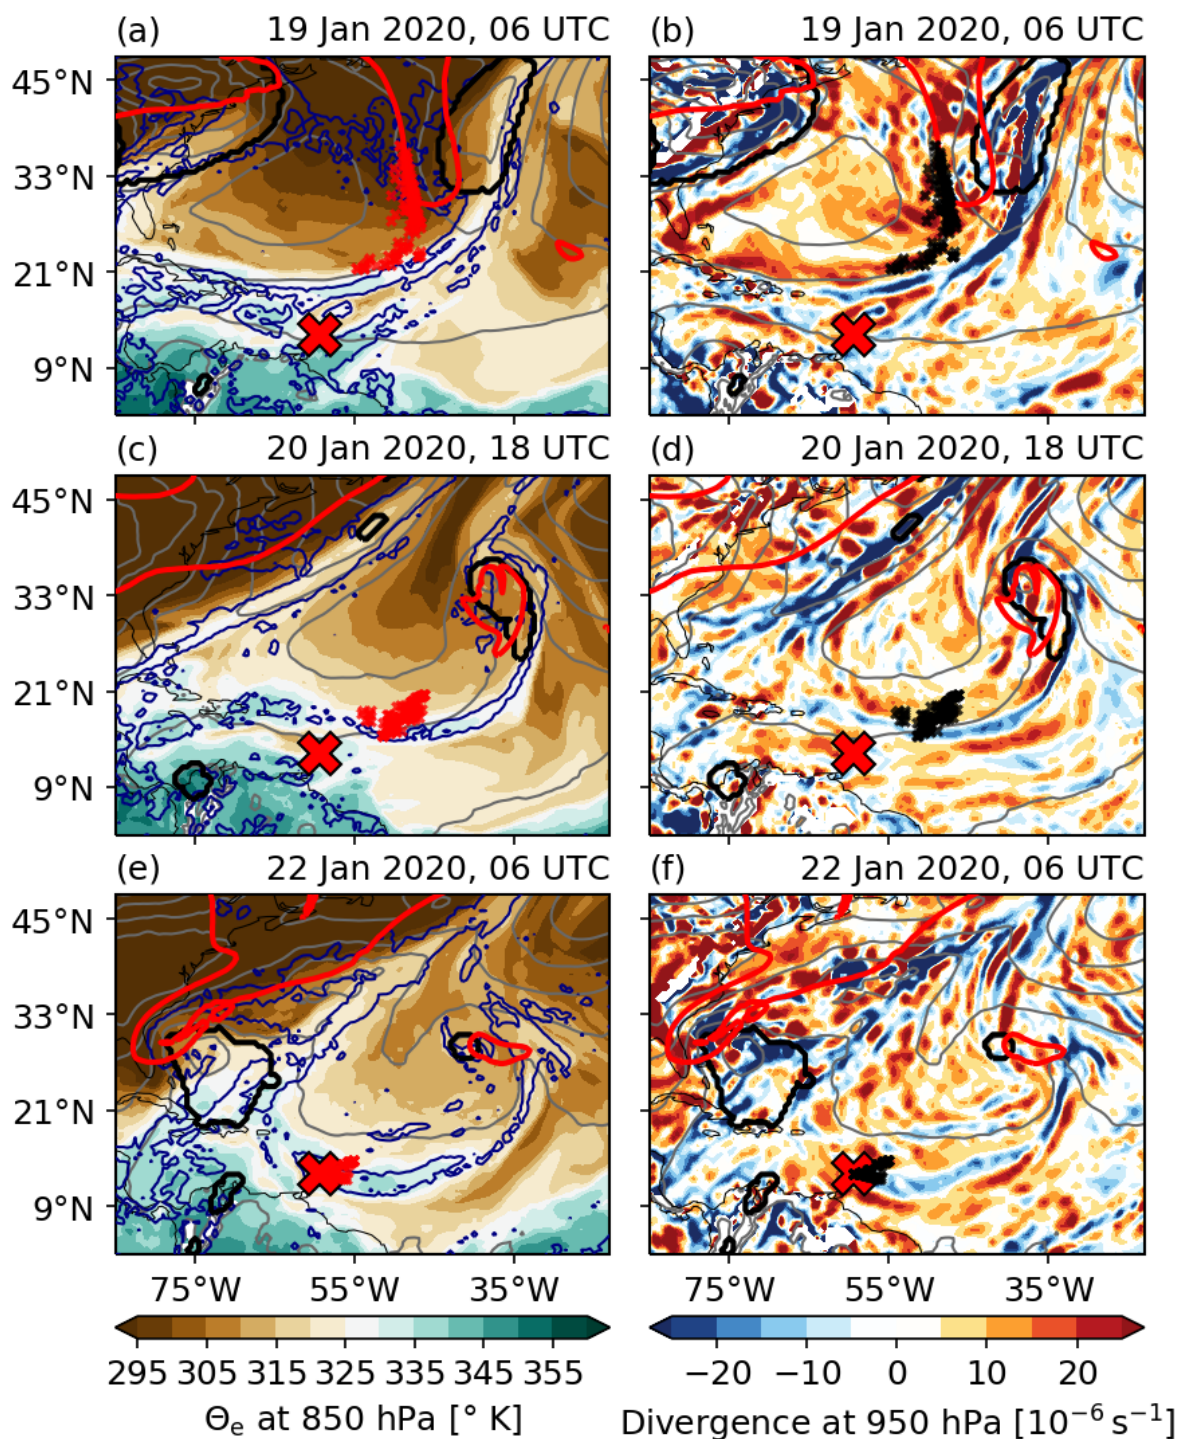 (a) 19 Jan 2020, 06 UTC
(b) 19 Jan 2020, 06 UTC
45°N
33°N
21°N
9°N
(c) 20 Jan 2020, 18 UTC
(d) 20 Jan 2020, 18 UTC
45°N
33°N
21°N
9°N
(e) 22 Jan 2020, 06 UTC
(f) 22 Jan 2020, 06 UTC
45°N
33°N
21°N
9°N
75°W 55°W 35°W
75°W 55°W 35°W
295 305 315 325 335 345 355
−20 −10 0 10 20
Θe at 850 hPa [° K]
Divergence at 950 hPa [10⁻⁶ s⁻¹]